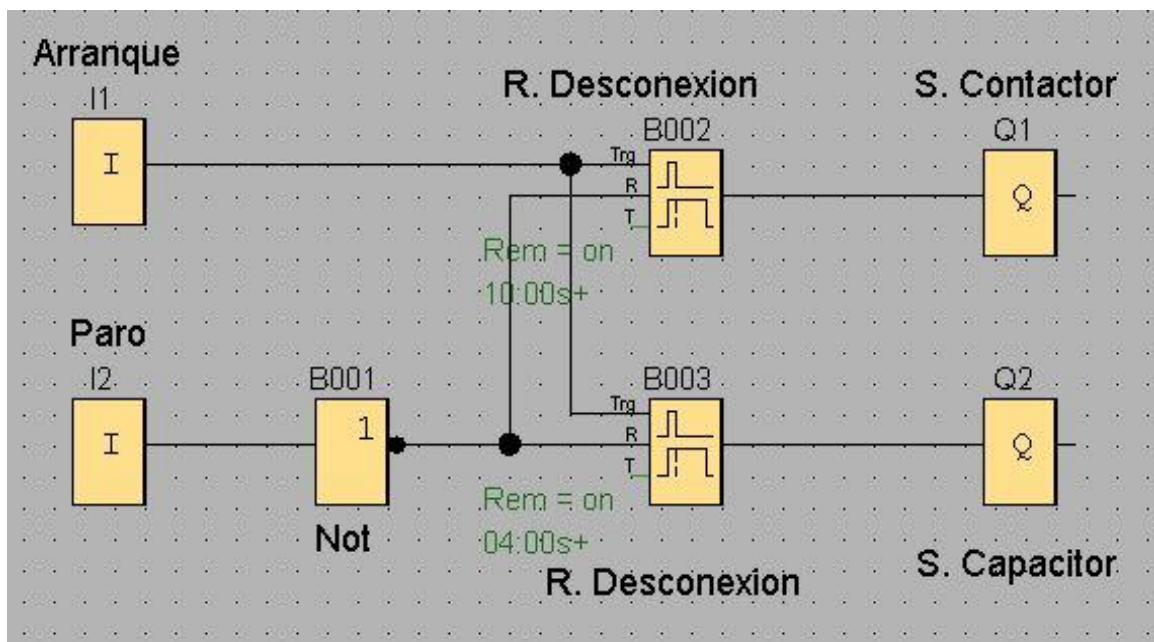 Arranque
I1
I
R. Desconexion
B002
Trg
R
T
Rem = on
10:00s+
S. Contactor
Q1
Q
Paro
I2
I
B001
1
Not
B003
Trg
R
T
Rem = on
04:00s+
R. Desconexion
Q2
Q
S. Capacitor